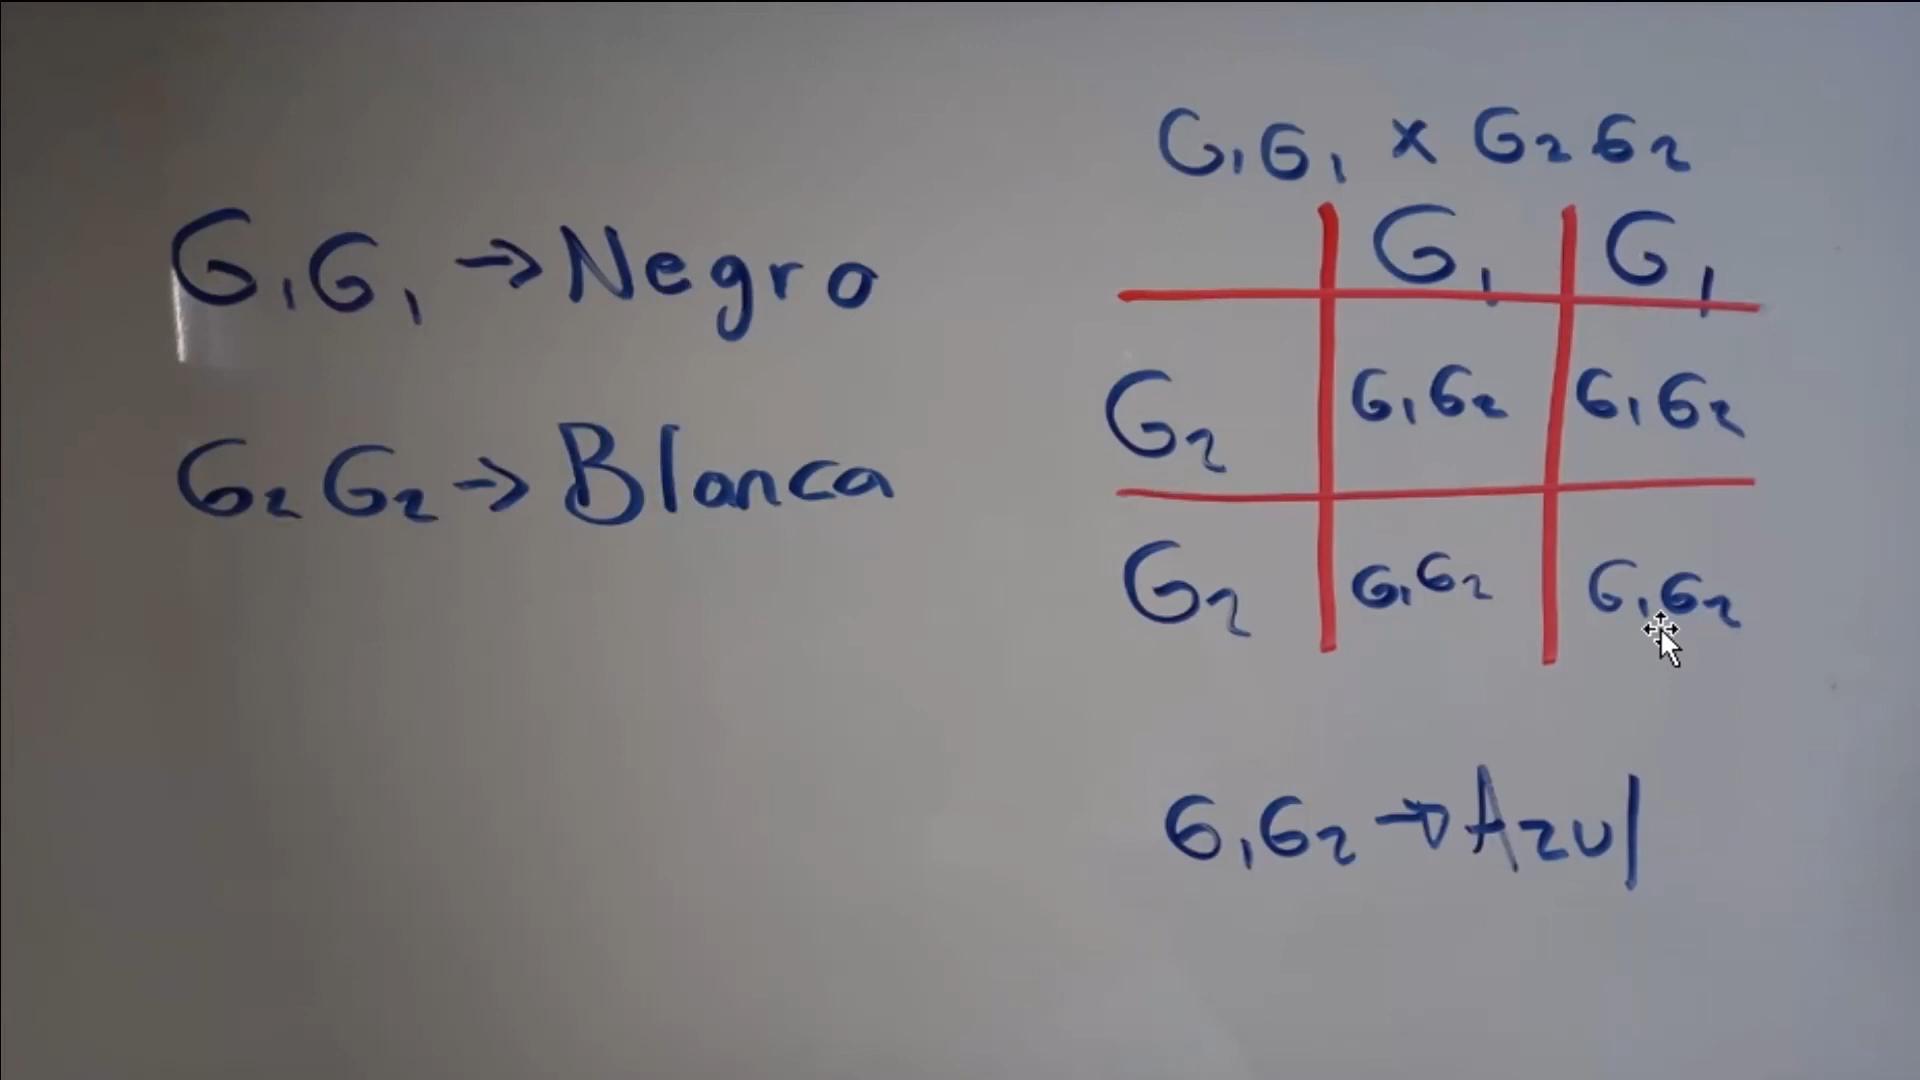 G₁G₁ → Negro
G₂G₂ → Blanca
G₁G₁ x G₂G₂
G₁ G₁
G₂ G₁G₂ G₁G₂
G₂ G₁G₂ G₁G₂
G₁G₂ → Azul